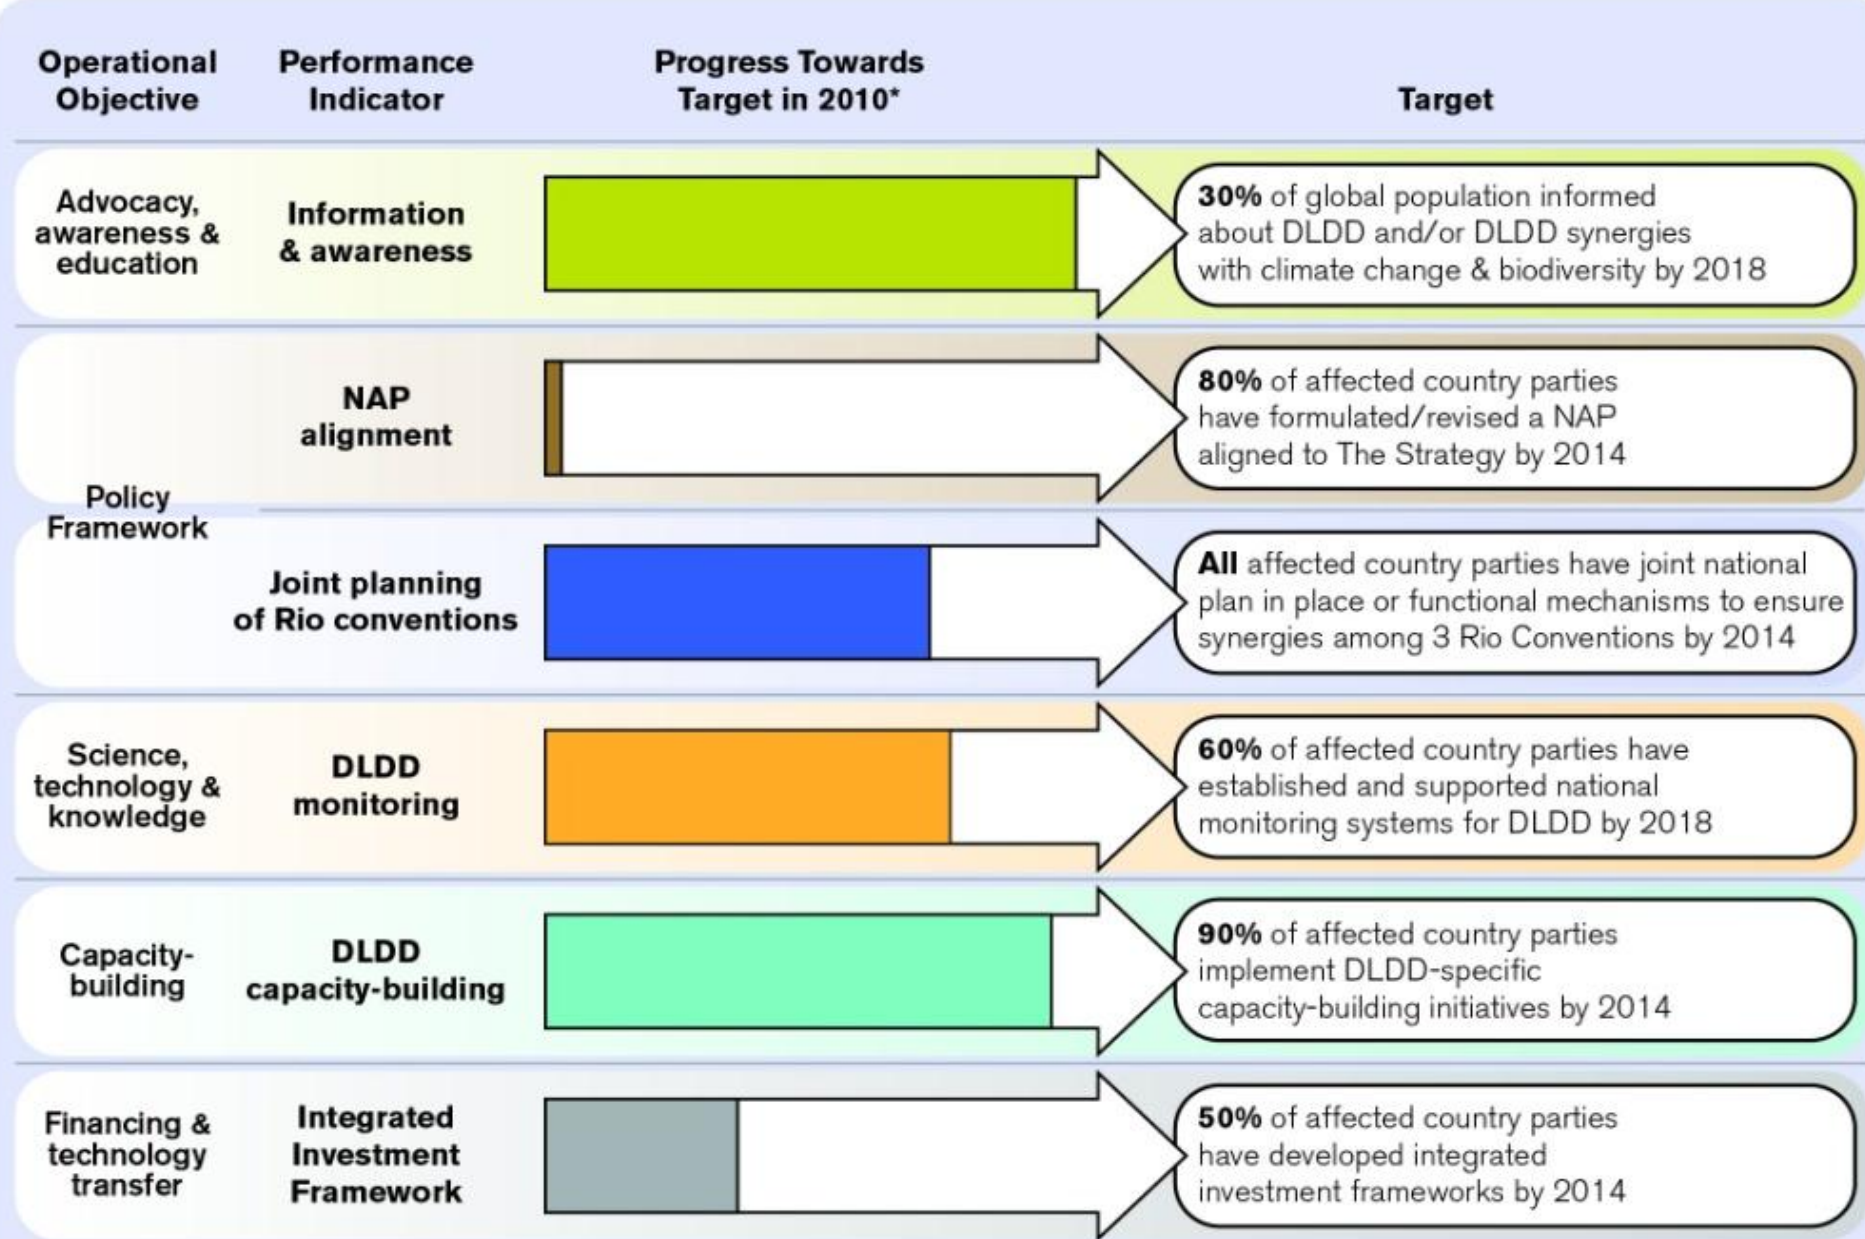 Operational
Objective
Performance
Indicator
Progress Towards
Target in 2010*
Target
Advocacy,
awareness &
education
Information
& awareness
30% of global population informed
about DLDD and/or DLDD synergies
with climate change & biodiversity by 2018
Policy
Framework
NAP
alignment
80% of affected country parties
have formulated/revised a NAP
aligned to The Strategy by 2014
Joint planning
of Rio conventions
All affected country parties have joint national
plan in place or functional mechanisms to ensure
synergies among 3 Rio Conventions by 2014
Science,
technology &
knowledge
DLDD
monitoring
60% of affected country parties have
established and supported national
monitoring systems for DLDD by 2018
Capacity-
building
DLDD
capacity-building
90% of affected country parties
implement DLDD-specific
capacity-building initiatives by 2014
Financing &
technology
transfer
Integrated
Investment
Framework
50% of affected country parties
have developed integrated
investment frameworks by 2014